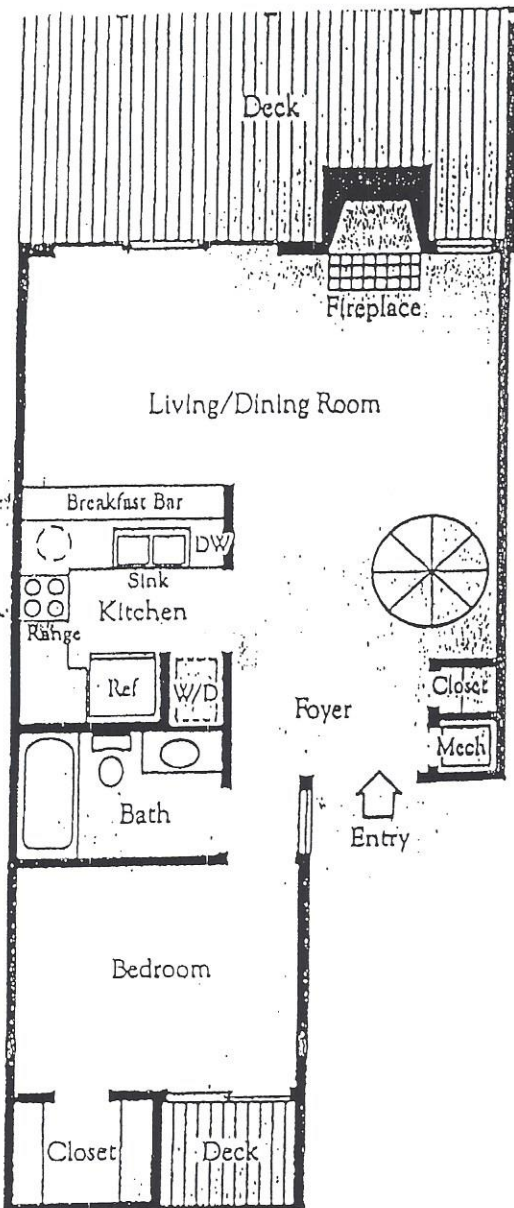 Deck
Fireplace
Living/Dining Room
Breakfast Bar
DW
Sink
Kitchen
Range
Ref
W/D
Closet
Foyer
Mech
Bath
Entry
Bedroom
Closet
Deck